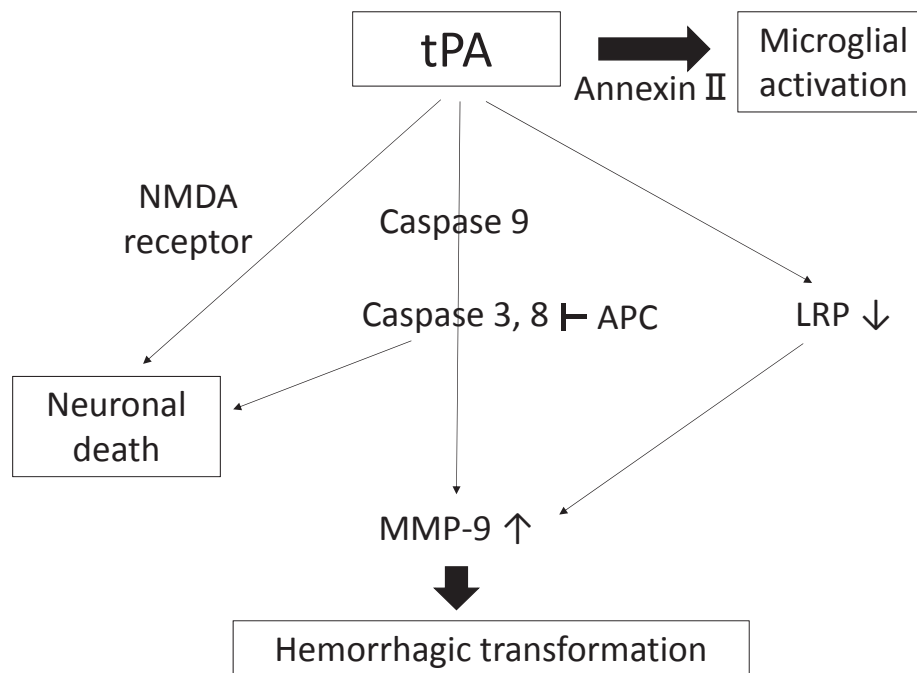 tPA
Annexin Ⅱ
Microglial
activation
NMDA
receptor
Caspase 9
Caspase 3, 8
APC
LRP ↓
Neuronal
death
MMP-9 ↑
Hemorrhagic transformation